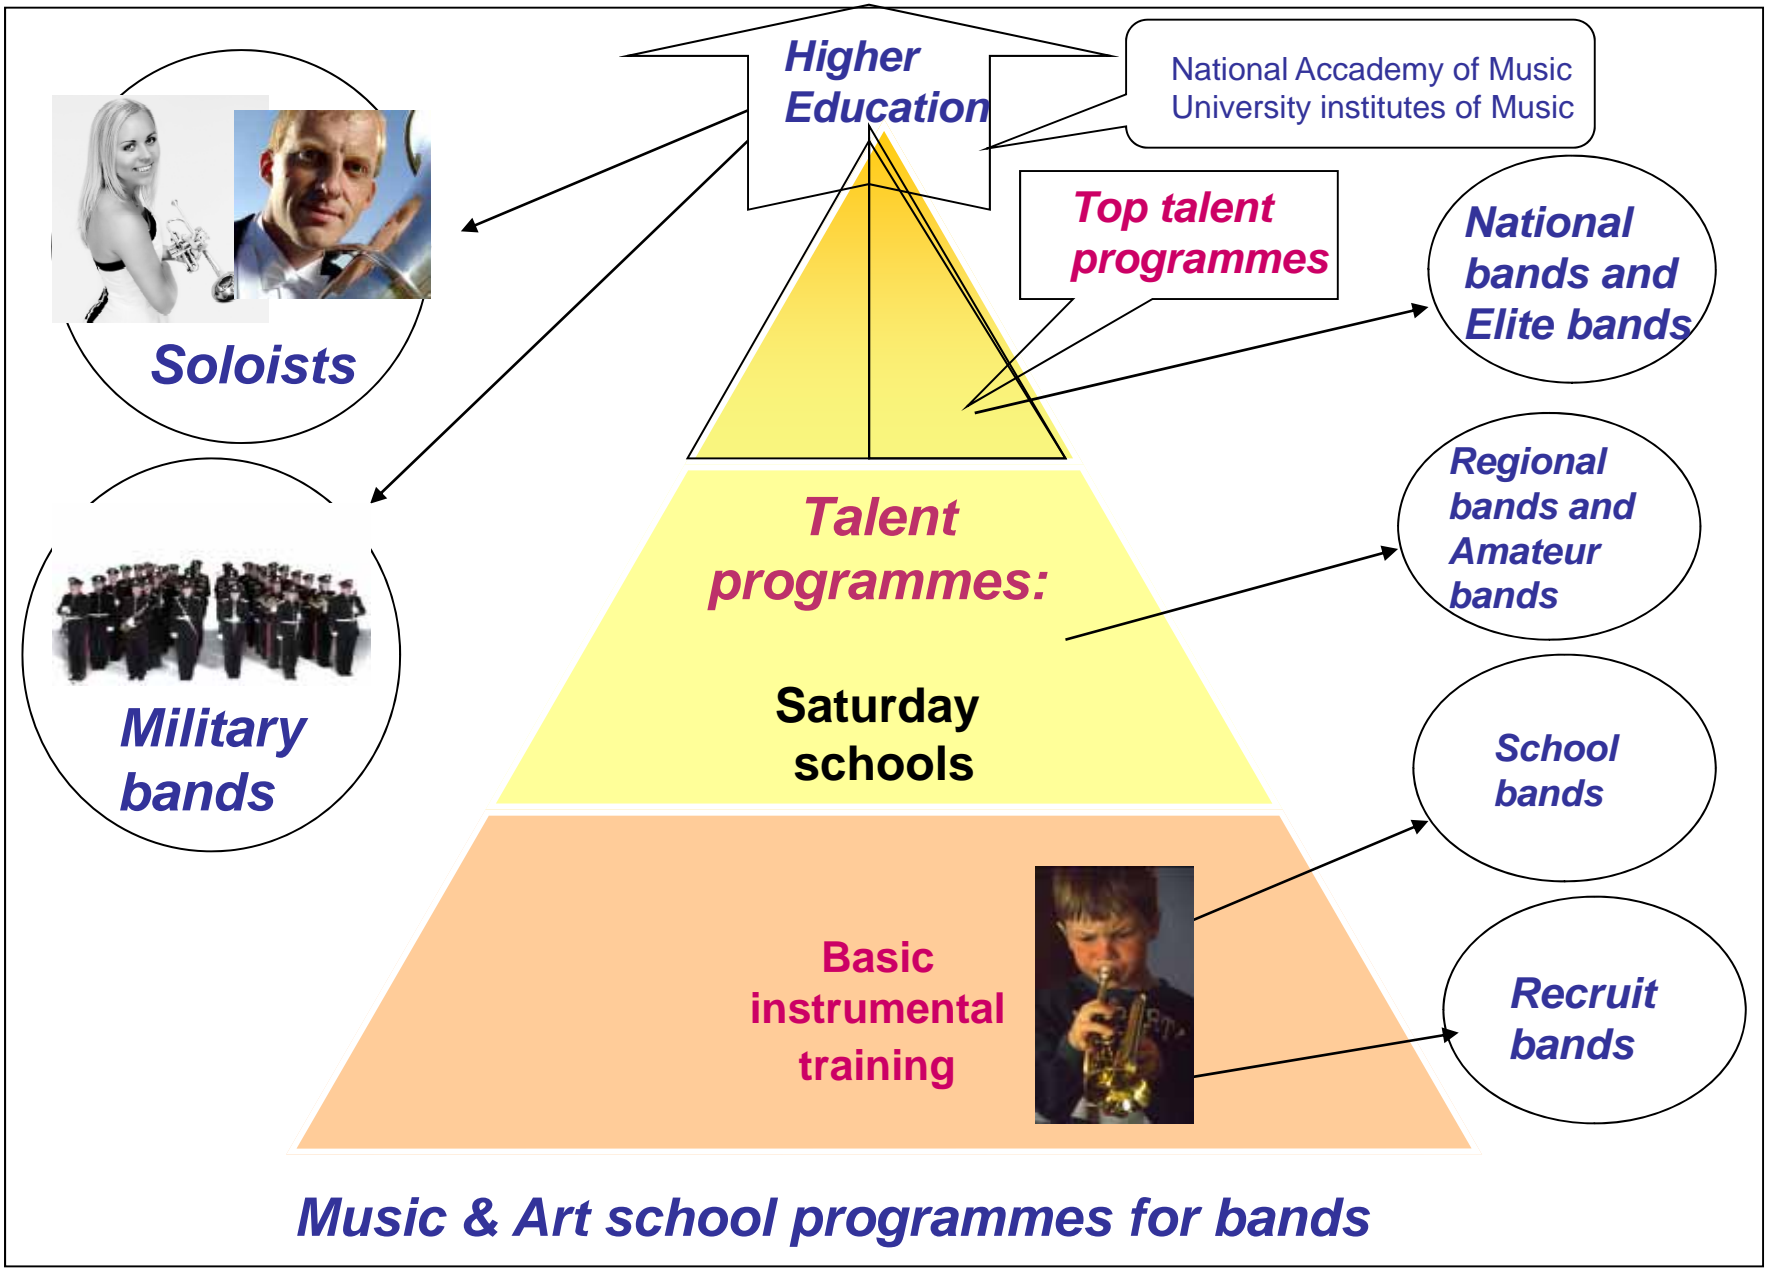 Higher
Education
National Accademy of Music
University institutes of Music
Top talent
programmes
National
bands and
Elite bands
Soloists
Regional
bands and
Amateur
bands
Talent
programmes:
Saturday
schools
Military
bands
School
bands
Basic
instrumental
training
Recruit
bands
Music & Art school programmes for bands